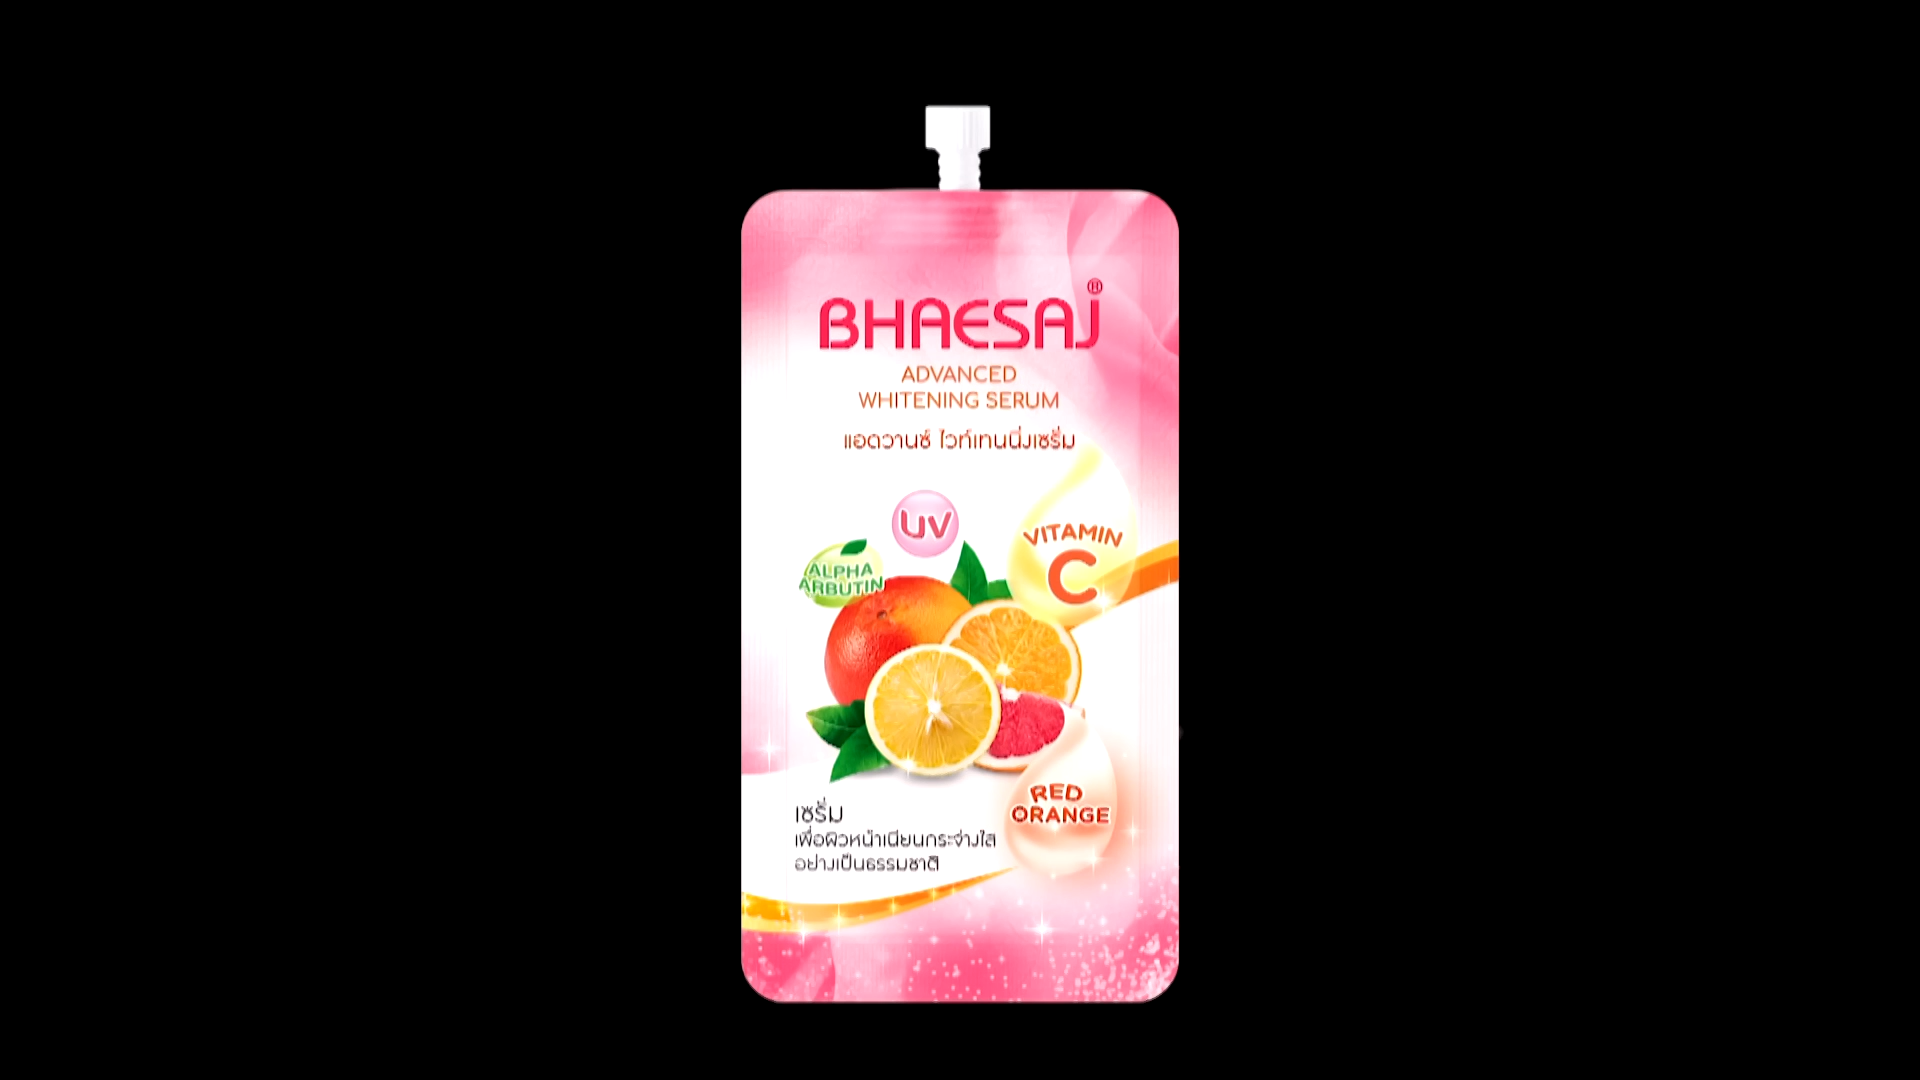 BHAESAJ®
ADVANCED
WHITENING SERUM
แอดวานซ์ ไวท์เทนนิ่งเซรั่ม
UV
VITAMIN
C
ALPHA
ARBUTIN
RED
ORANGE
เซรั่ม
เพื่อผิวหน้าเนียนกระจ่างใส
อย่างเป็นธรรมชาติ